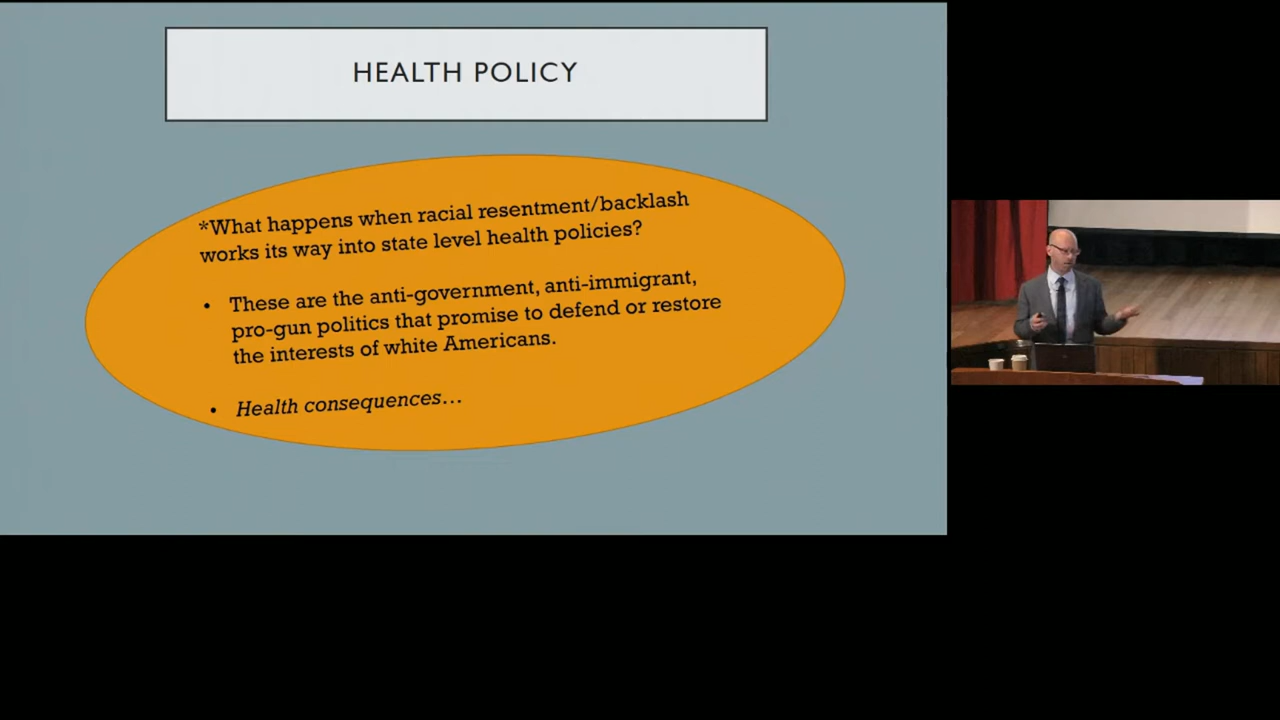 HEALTH POLICY
*What happens when racial resentment/backlash
works its way into state level health policies?
• These are the anti-government, anti-immigrant,
pro-gun politics that promise to defend or restore
the interests of white Americans.
• Health consequences...